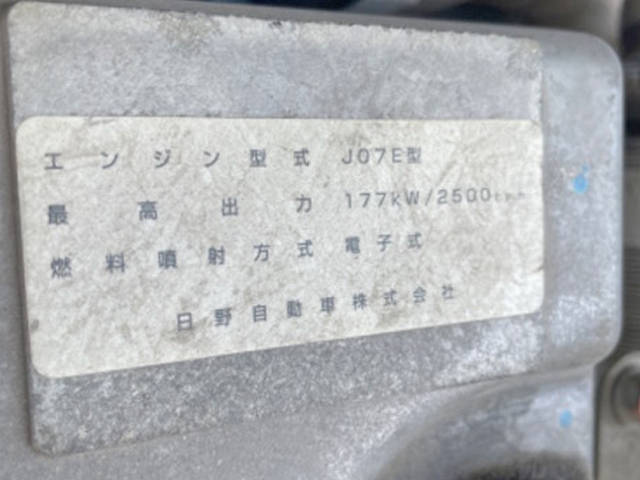 エンジン型式 J07E型
最高出力 177kW/2500
燃料噴射方式 電子式
日野自動車株式会社